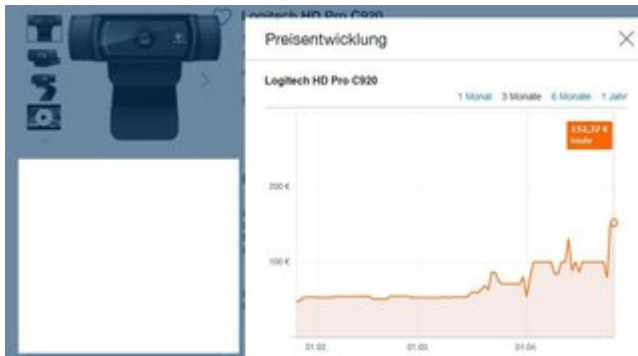 Logitech HD Pro C920
Preisentwicklung
Logitech HD Pro C920
1 Monat 3 Monate 6 Monate 1 Jahr
152,37 €
heute
200 €
100 €
01.02. 01.03. 01.04.